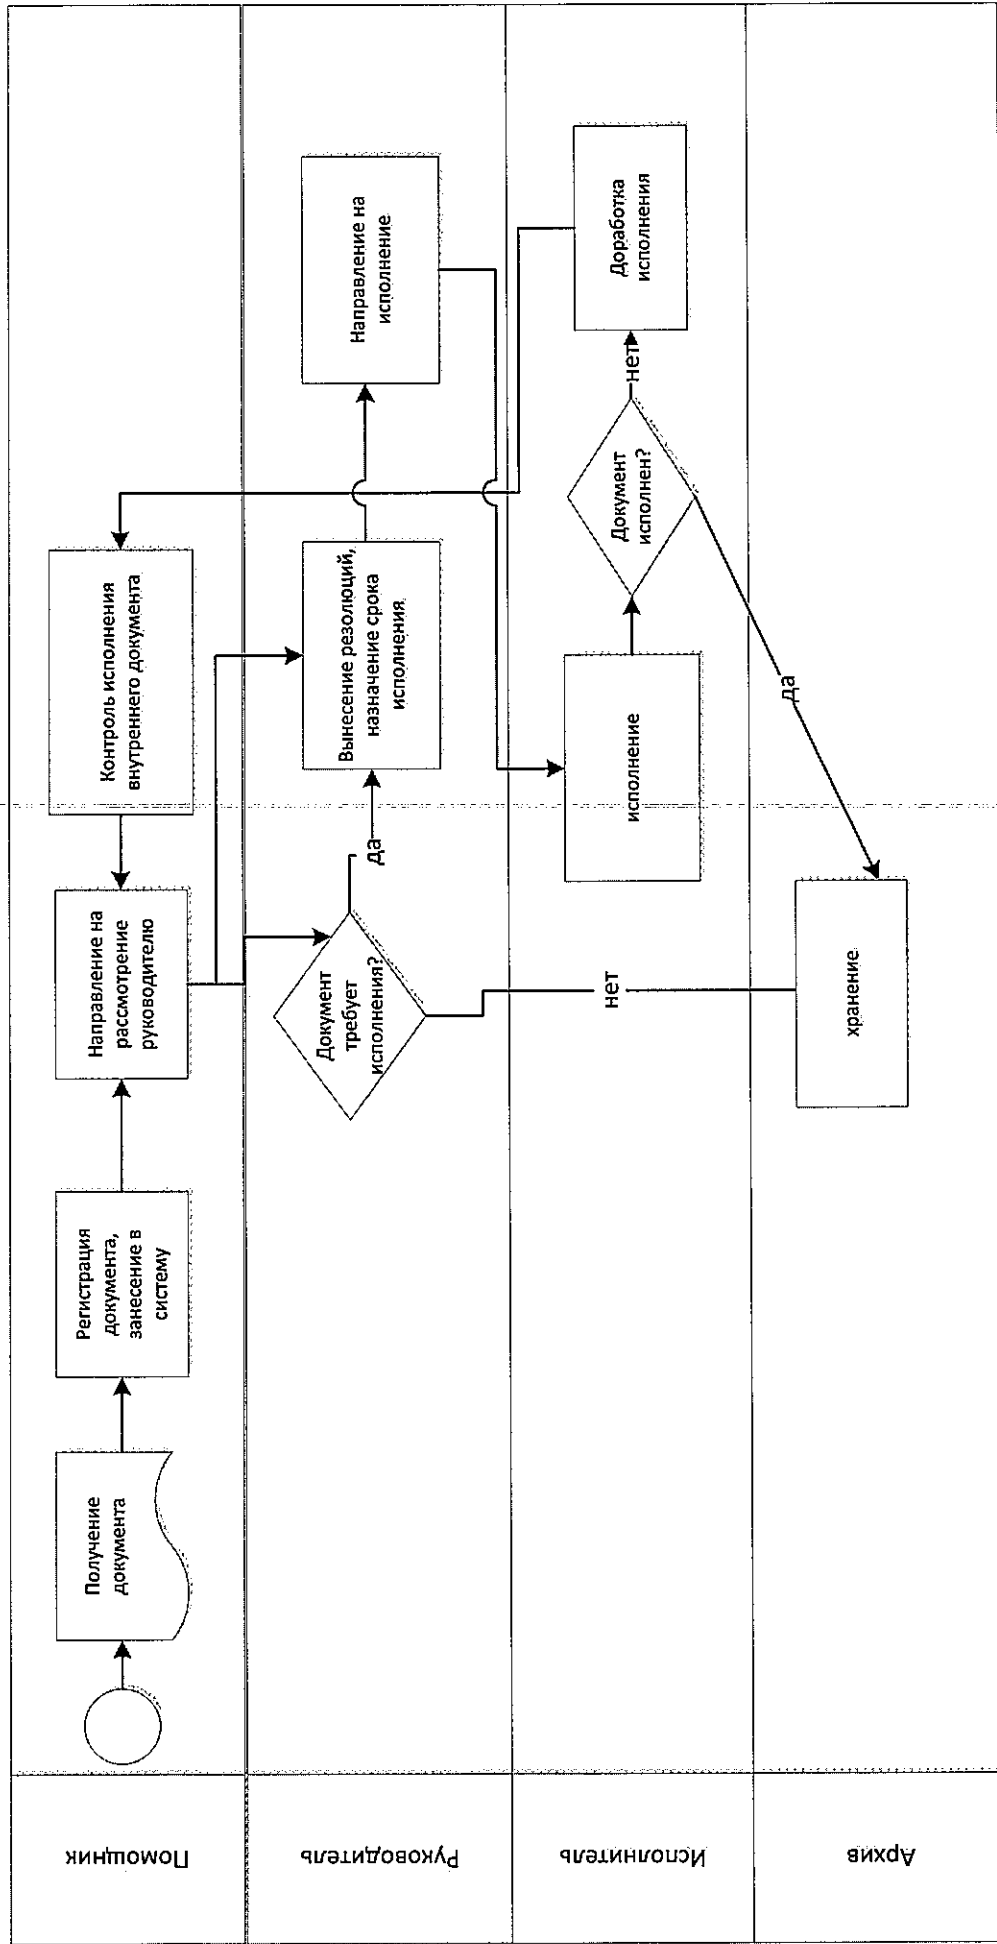 Помощник
Получение
документа
Регистрация
документа,
занесение в
систему
Направление на
рассмотрение
руководителю
Контроль исполнения
внутреннего документа
Руководитель
Документ
требует
исполнения?
да
Вынесение резолюций,
назначение срока
исполнения
Направление на
исполнение
Исполнитель
нет
исполнение
Документ
исполнен?
нет
Доработка
исполнения
Архив
хранение
да